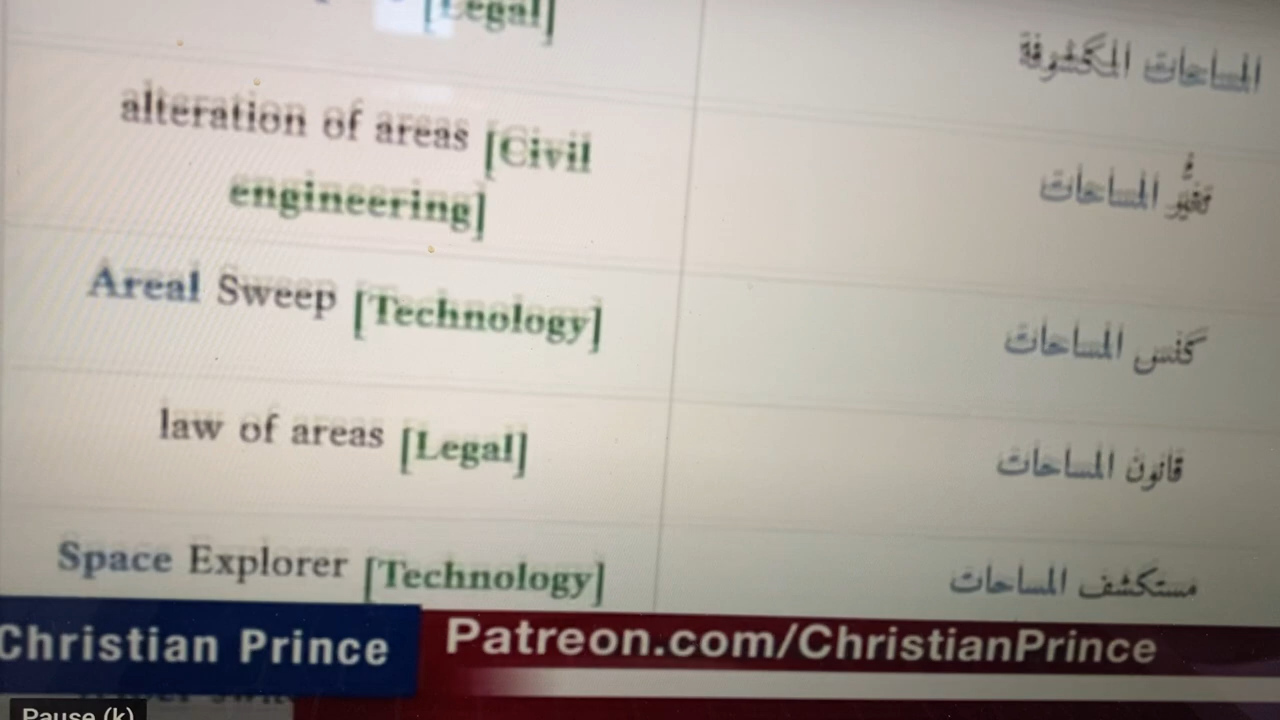 [Legal]
المساحات المكشوفة
alteration of areas [Civil
engineering]
تغيُّر المساحات
Areal Sweep [Technology]
كنس المساحات
law of areas [Legal]
قانون المساحات
Space Explorer [Technology]
مستكشف المساحات
Christian Prince
Patreon.com/ChristianPrince
Pause (k)